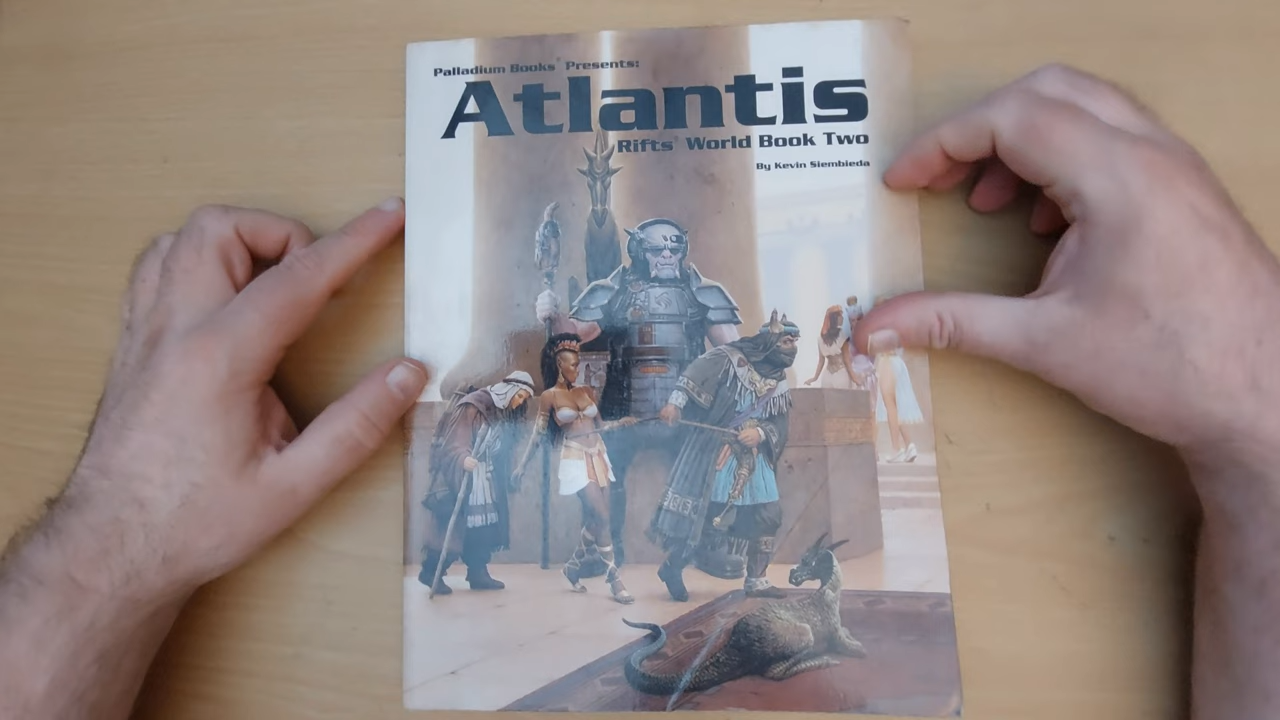 Palladium Books® Presents:
Atlantis
Rifts® World Book Two
By Kevin Siembieda